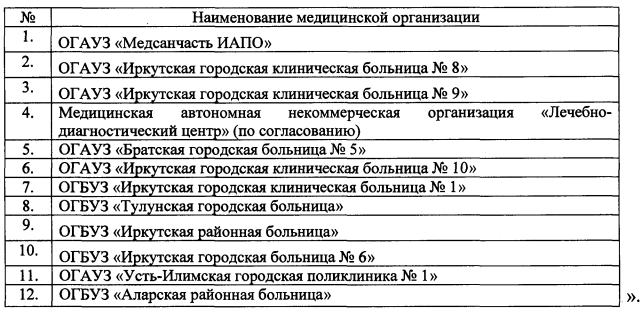 № Наименование медицинской организации
1. ОГАУЗ «Медсанчасть ИАПО»
2. ОГАУЗ «Иркутская городская клиническая больница № 8»
3. ОГАУЗ «Иркутская городская клиническая больница № 9»
4. Медицинская автономная некоммерческая организация «Лечебно-
диагностический центр» (по согласованию)
5. ОГАУЗ «Братская городская больница № 5»
6. ОГАУЗ «Иркутская городская клиническая больница № 10»
7. ОГБУЗ «Иркутская городская клиническая больница № 1»
8. ОГБУЗ «Тулунская городская больница»
9. ОГБУЗ «Иркутская районная больница»
10. ОГБУЗ «Иркутская городская больница № 6»
11. ОГАУЗ «Усть-Илимская городская поликлиника № 1»
12. ОГБУЗ «Аларская районная больница»
».